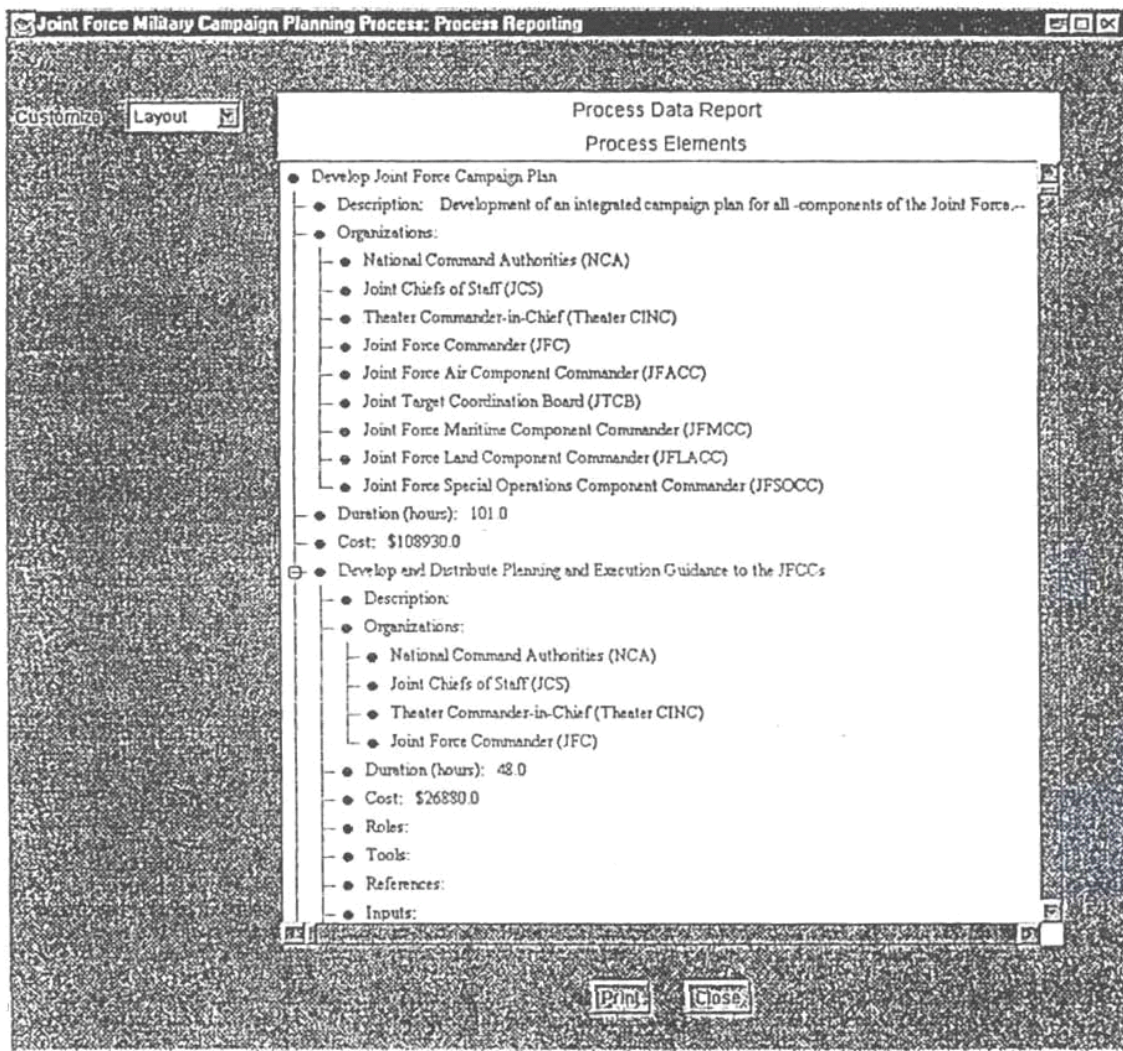 Joint Force Military Campaign Planning Process: Process Reporting
Customize Layout
Process Data Report
Process Elements
Develop Joint Force Campaign Plan
Description: Development of an integrated campaign plan for all -components of the Joint Force.--
Organizations:
National Command Authorities (NCA)
Joint Chiefs of Staff (JCS)
Theater Commander-in-Chief (Theater CINC)
Joint Force Commander (JFC)
Joint Force Air Component Commander (JFACC)
Joint Target Coordination Board (JTCB)
Joint Force Maritime Component Commander (JFMCC)
Joint Force Land Component Commander (JFLACC)
Joint Force Special Operations Component Commander (JFSOCC)
Duration (hours): 101.0
Cost: $108930.0
Develop and Distribute Planning and Execution Guidance to the JFCCs
Description:
Organizations:
National Command Authorities (NCA)
Joint Chiefs of Staff (JCS)
Theater Commander-in-Chief (Theater CINC)
Joint Force Commander (JFC)
Duration (hours): 48.0
Cost: $26880.0
Roles:
Tools:
References:
Inputs:
Print Close